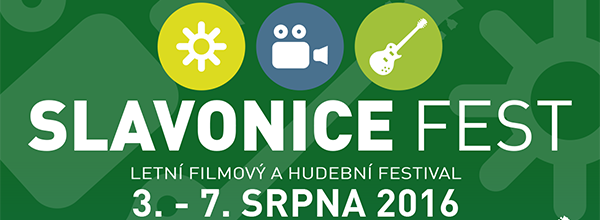 SLAVONICE FEST
LETNÍ FILMOVÝ A HUDEBNÍ FESTIVAL
3. - 7. SRPNA 2016